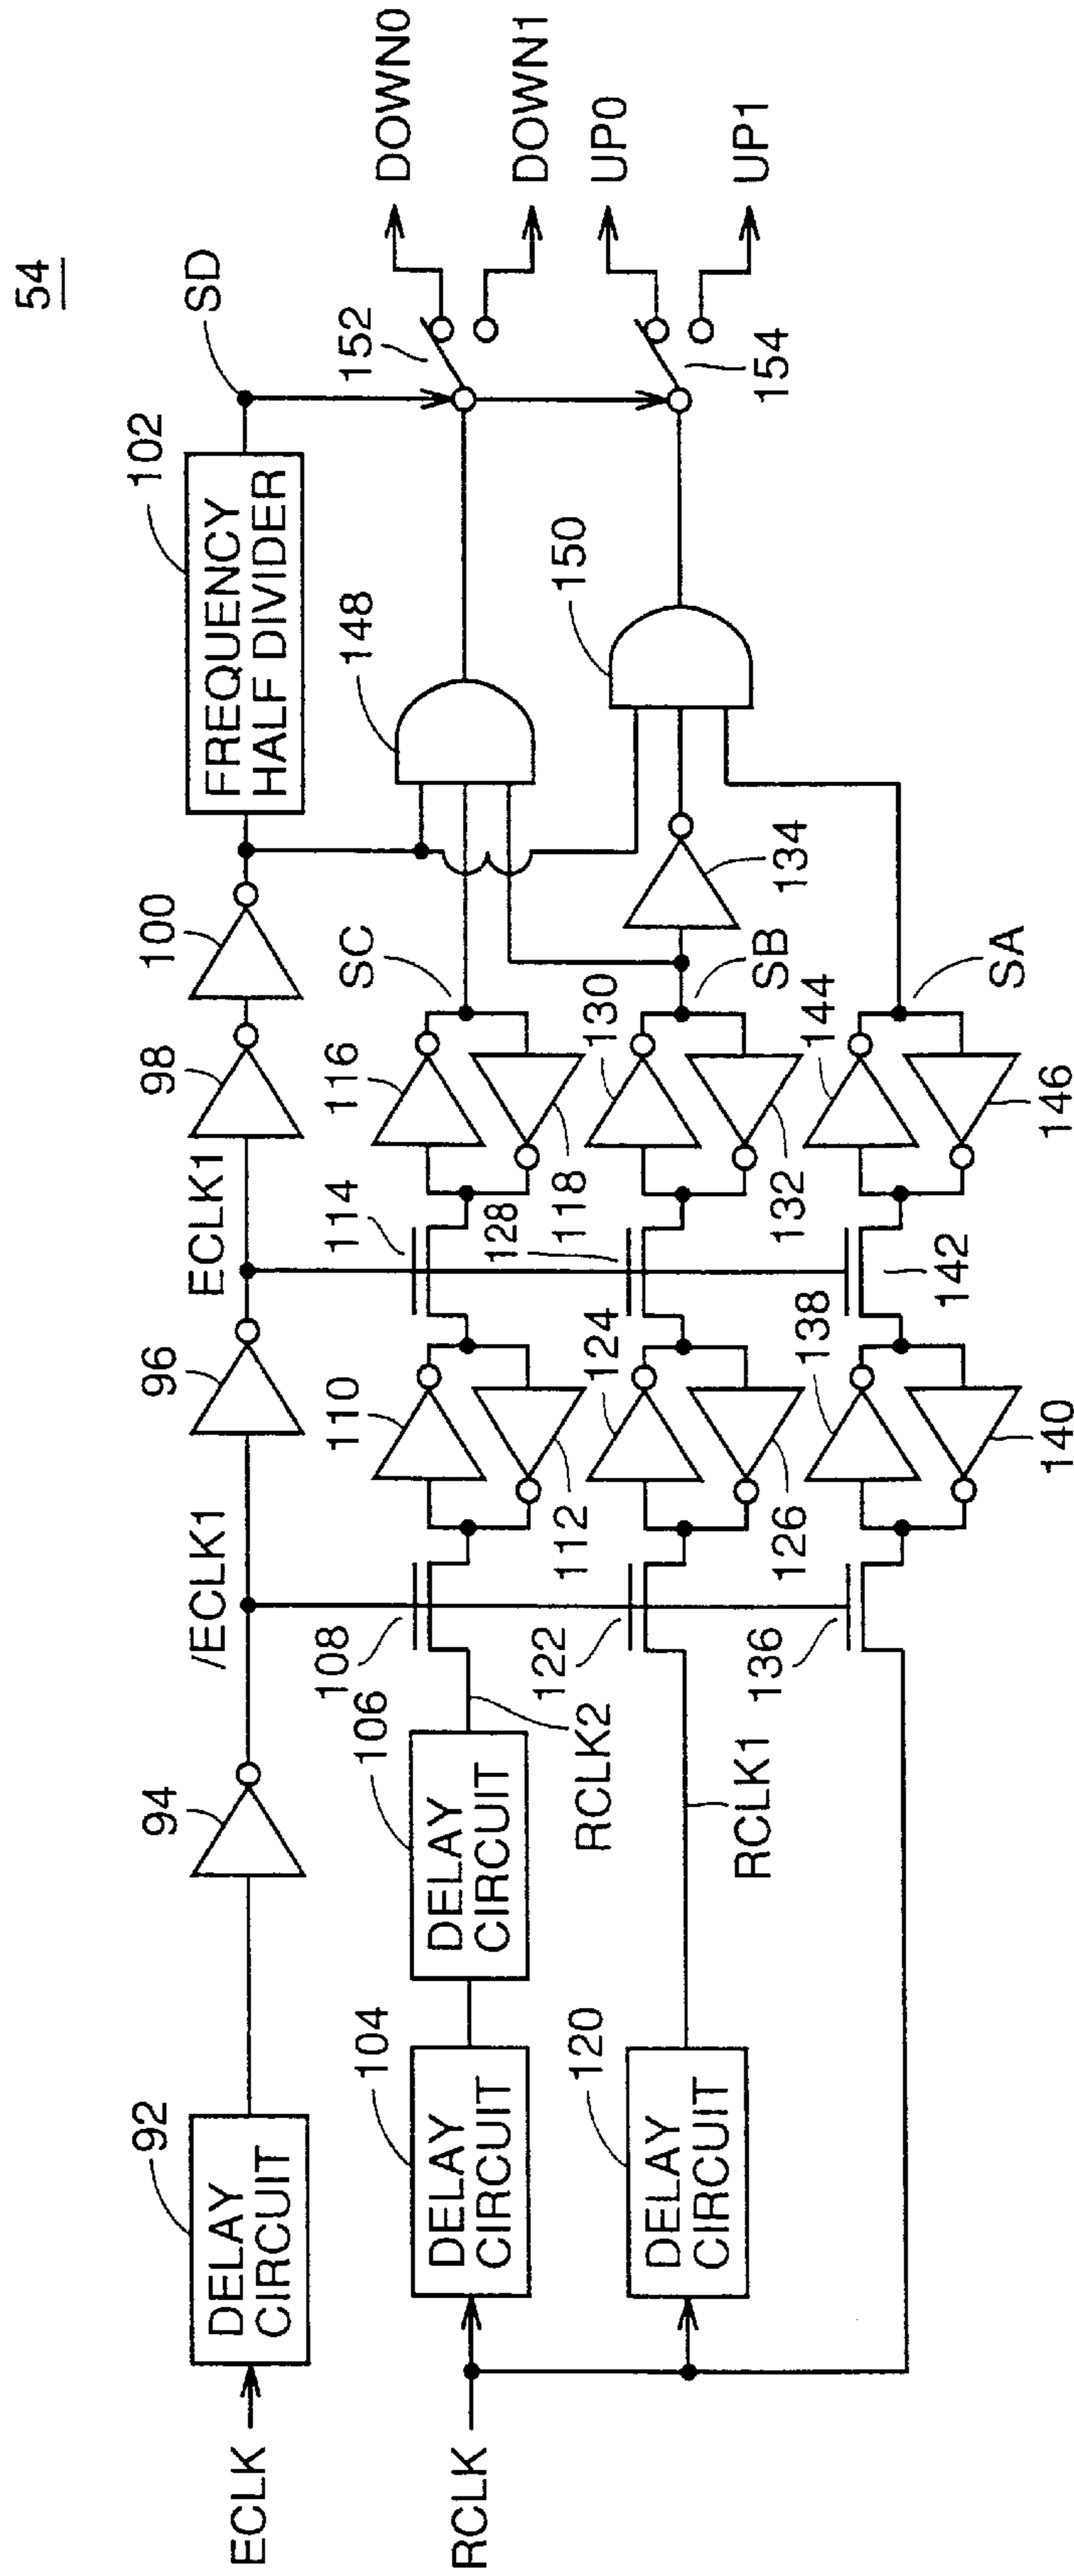 54
ECLK
DELAY
CIRCUIT
92
94
/ECLK1
96
ECLK1
98
100
FREQUENCY
HALF DIVIDER
102
SD
RCLK
DELAY
CIRCUIT
104
DELAY
CIRCUIT
106
RCLK2
108
110
112
114
116
118
SC
148
152
DOWN0
DOWN1
DELAY
CIRCUIT
120
RCLK1
122
124
126
128
130
132
SB
134
150
154
UP0
UP1
136
138
140
142
144
146
SA